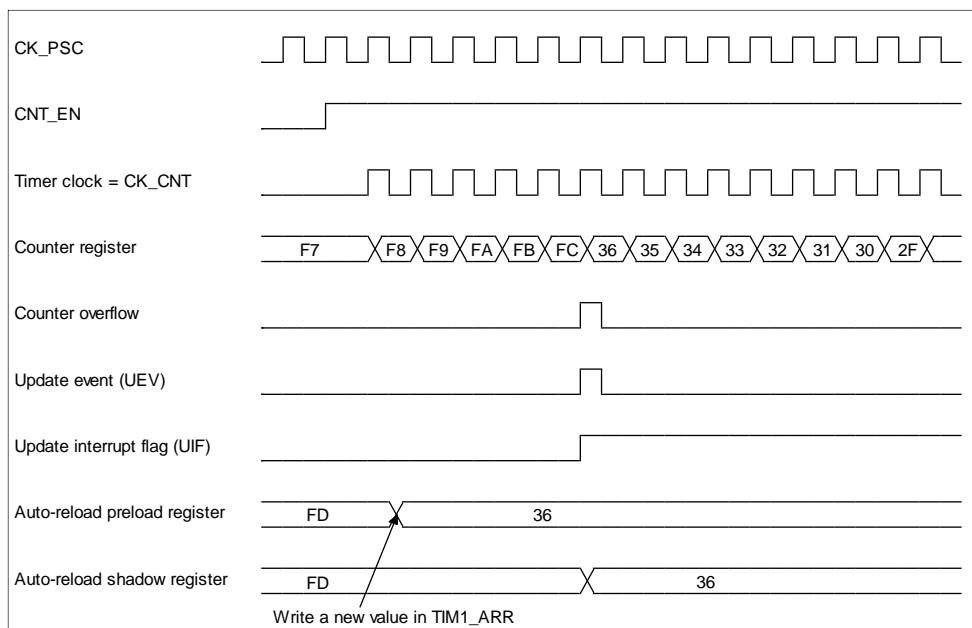 CK_PSC
CNT_EN
Timer clock = CK_CNT
Counter register
F7 F8 F9 FA FB FC 36 35 34 33 32 31 30 2F
Counter overflow
Update event (UEV)
Update interrupt flag (UIF)
Auto-reload preload register
FD 36
Auto-reload shadow register
FD 36
Write a new value in TIM1_ARR